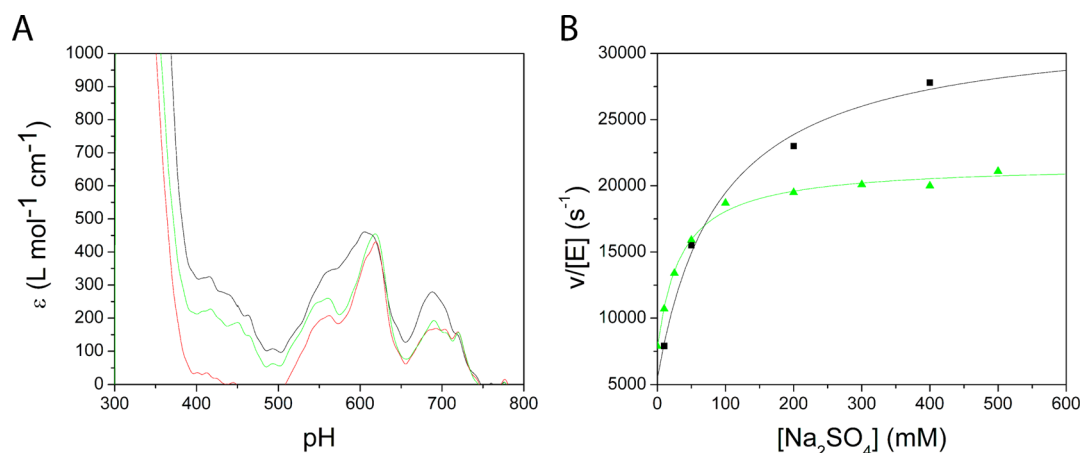 A
ε (L mol⁻¹ cm⁻¹)
1000
900
800
700
600
500
400
300
200
100
0
300 400 500 600 700 800
pH
B
v/[E] (s⁻¹)
30000
25000
20000
15000
10000
5000
0 100 200 300 400 500 600
[Na₂SO₄] (mM)